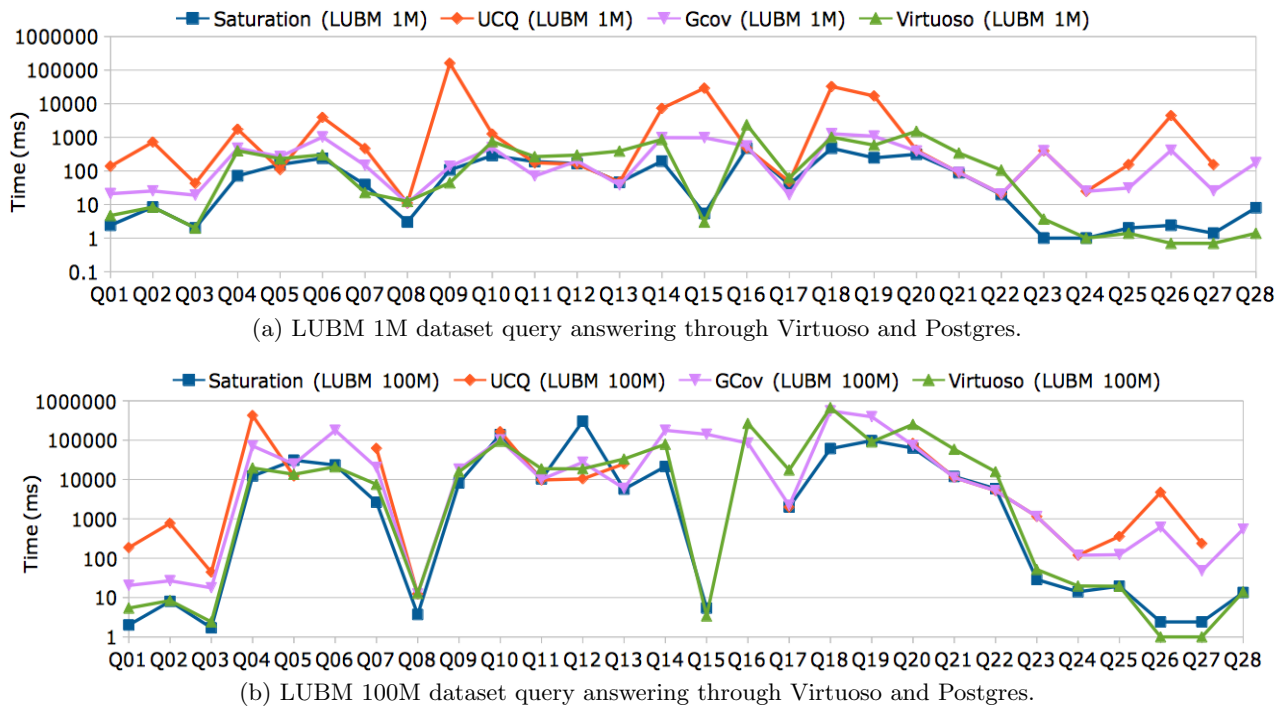 Saturation (LUBM 1M) UCQ (LUBM 1M) Gcov (LUBM 1M) Virtuoso (LUBM 1M)
1000000
100000
10000
1000
100
10
1
0.1
Time (ms)
Q01 Q02 Q03 Q04 Q05 Q06 Q07 Q08 Q09 Q10 Q11 Q12 Q13 Q14 Q15 Q16 Q17 Q18 Q19 Q20 Q21 Q22 Q23 Q24 Q25 Q26 Q27 Q28
(a) LUBM 1M dataset query answering through Virtuoso and Postgres.
Saturation (LUBM 100M) UCQ (LUBM 100M) GCov (LUBM 100M) Virtuoso (LUBM 100M)
1000000
100000
10000
1000
100
10
1
Time (ms)
Q01 Q02 Q03 Q04 Q05 Q06 Q07 Q08 Q09 Q10 Q11 Q12 Q13 Q14 Q15 Q16 Q17 Q18 Q19 Q20 Q21 Q22 Q23 Q24 Q25 Q26 Q27 Q28
(b) LUBM 100M dataset query answering through Virtuoso and Postgres.